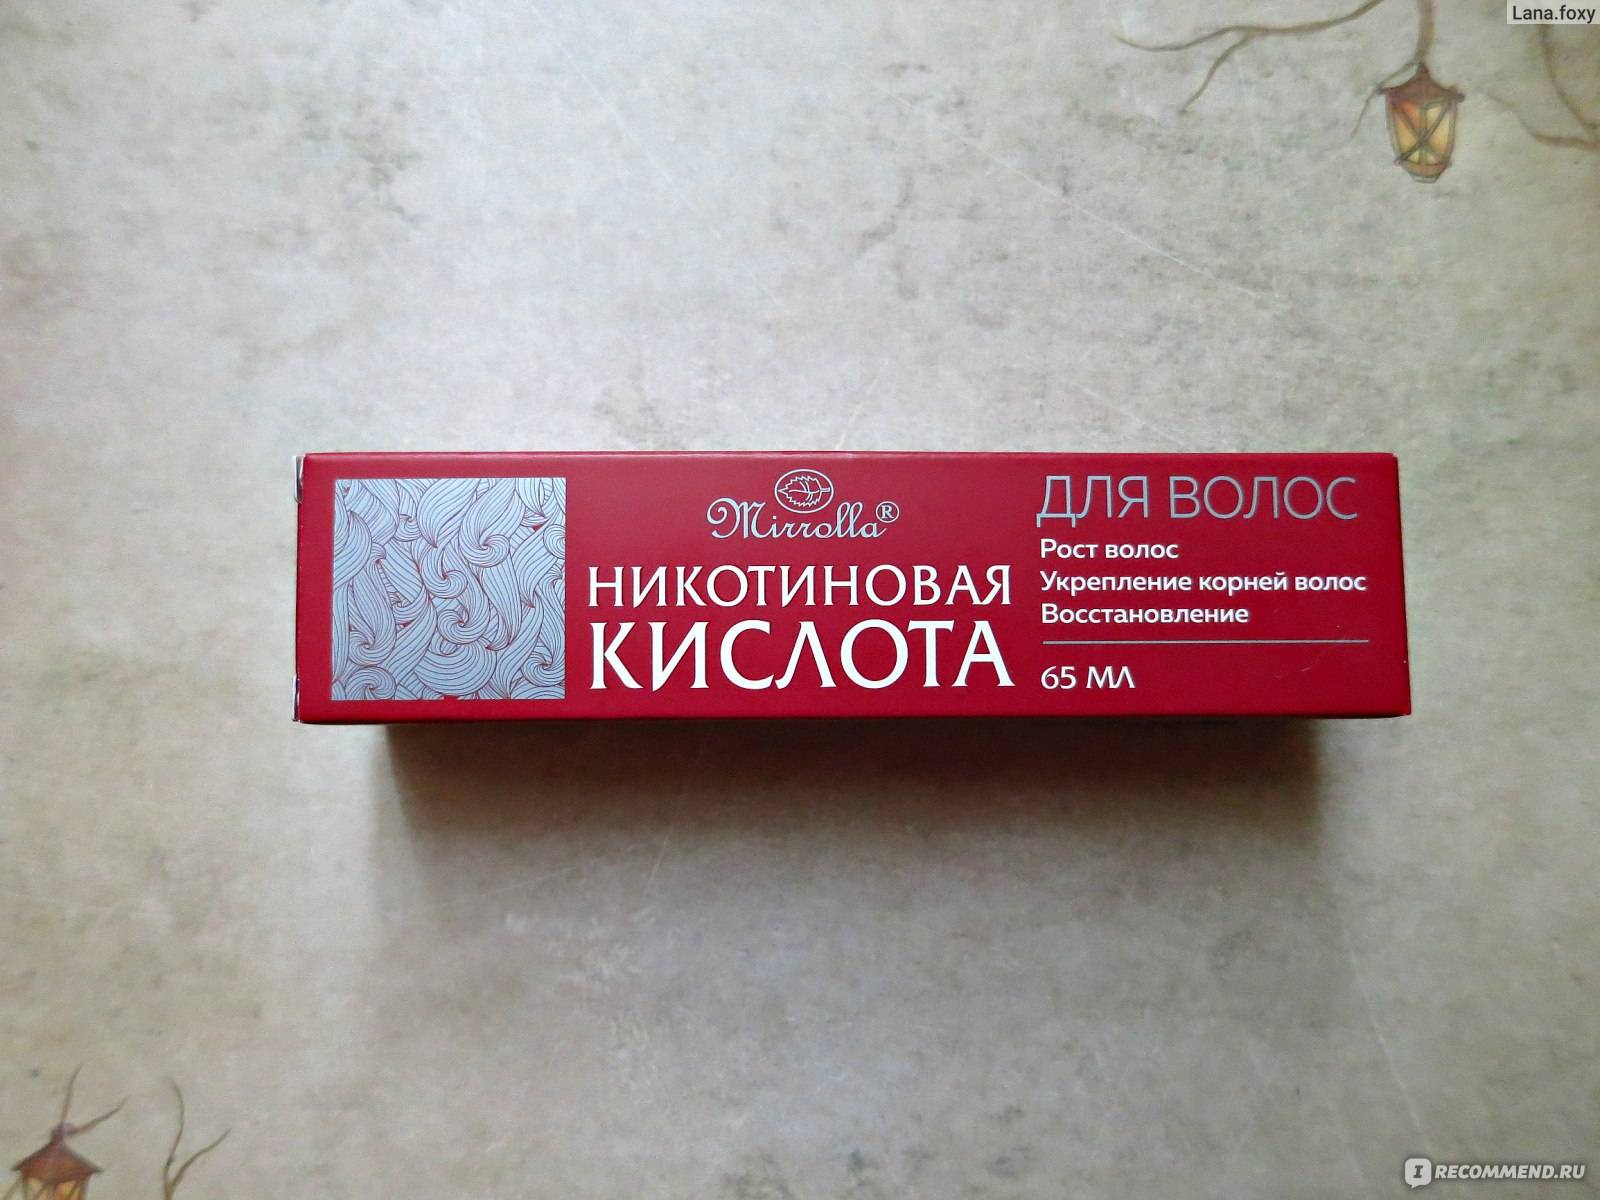 Lana.foxy
Mirrolla®
НИКОТИНОВАЯ
КИСЛОТА
ДЛЯ ВОЛОС
Рост волос
Укрепление корней волос
Восстановление
65 МЛ
IRECOMMEND.RU